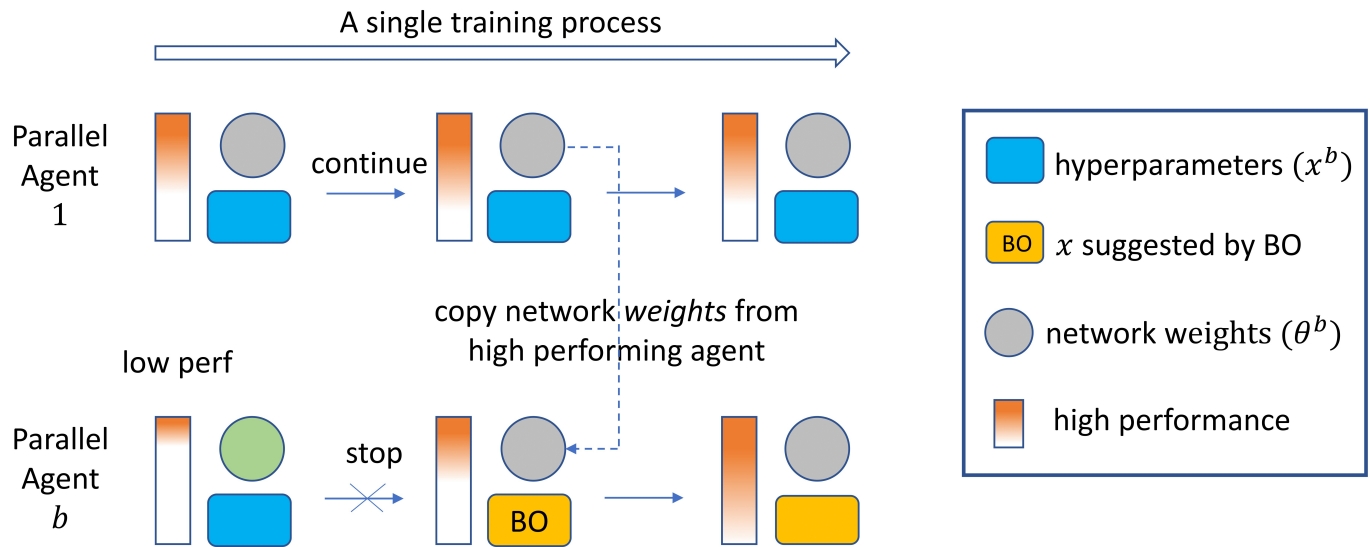 A single training process
Parallel
Agent
1
continue
copy network weights from
high performing agent
low perf
Parallel
Agent
b
stop
BO
hyperparameters (x^b)
BO
x suggested by BO
network weights (θ^b)
high performance